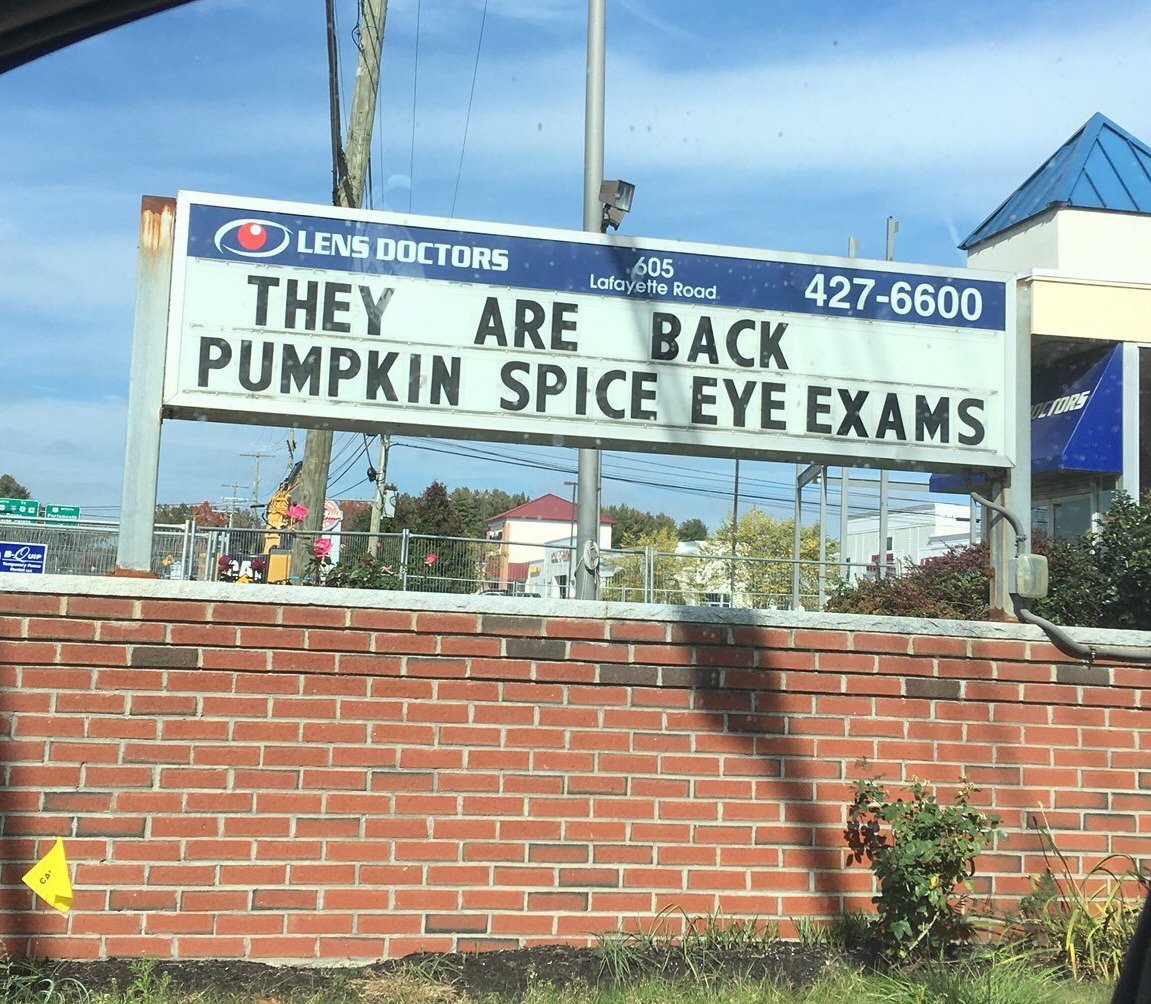 LENS DOCTORS
605
Lafayette Road
427-6600
THEY ARE BACK
PUMPKIN SPICE EYE EXAMS